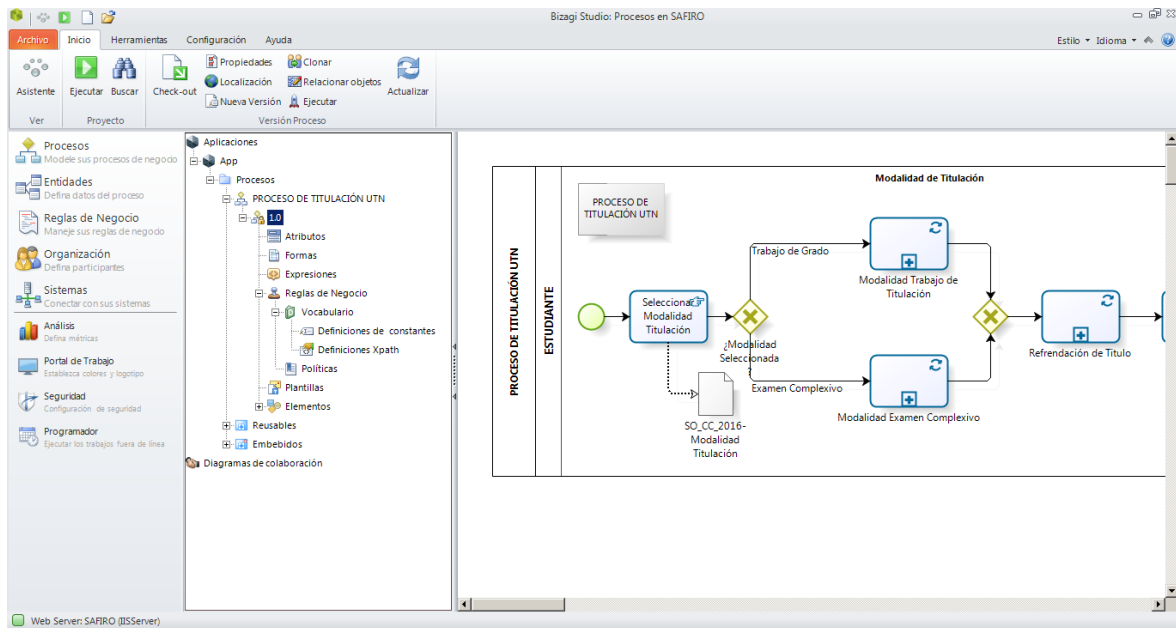 Bizagi Studio: Procesos en SAFIRO
Archivo Inicio Herramientas Configuración Ayuda
Estilo Idioma
Asistente
Ejecutar
Buscar
Check-out
Propiedades
Localización
Nueva Versión
Clonar
Relacionar objetos
Ejecutar
Actualizar
Ver
Proyecto
Versión Proceso
Procesos
Modele sus procesos de negocio
Entidades
Defina datos del proceso
Reglas de Negocio
Maneje sus reglas de negocio
Organización
Defina participantes
Sistemas
Conectar con sus sistemas
Análisis
Defina métricas
Portal de Trabajo
Establezca colores y logotipo
Seguridad
Configuración de seguridad
Programador
Ejecutar los trabajos fuera de línea
Aplicaciones
App
Procesos
PROCESO DE TITULACIÓN UTN
1.0
Atributos
Formas
Expresiones
Reglas de Negocio
Vocabulario
Definiciones de constantes
Definiciones Xpath
Políticas
Plantillas
Elementos
Reusables
Embebidos
Diagramas de colaboración
PROCESO DE TITULACIÓN UTN
ESTUDIANTE
Modalidad de Titulación
PROCESO DE
TITULACIÓN UTN
Seleccionar
Modalidad
Titulación
¿Modalidad
Seleccionada
?
Trabajo de Grado
Examen Complexivo
SO_CC_2016-
Modalidad
Titulación
Modalidad Trabajo de
Titulación
Modalidad Examen Complexivo
Refrendación de Titulo
Web Server: SAFIRO (IISServer)